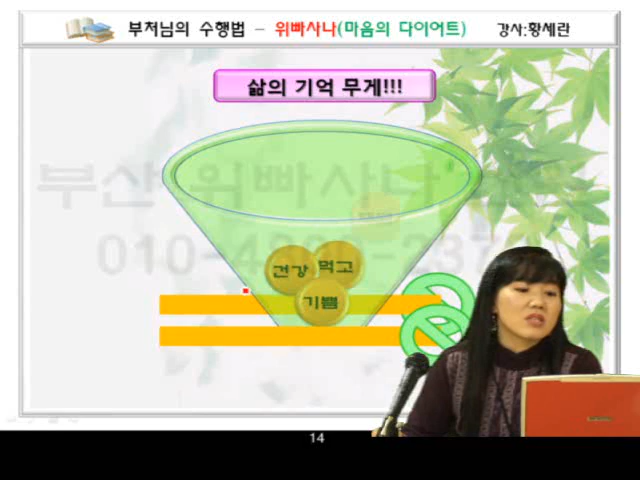 부처님의 수행법 – 위빠사나(마음의 다이어트) 강사:황세란
삶의 기억 무게!!!
부산 위빠사나
건강 먹고
기쁨
14